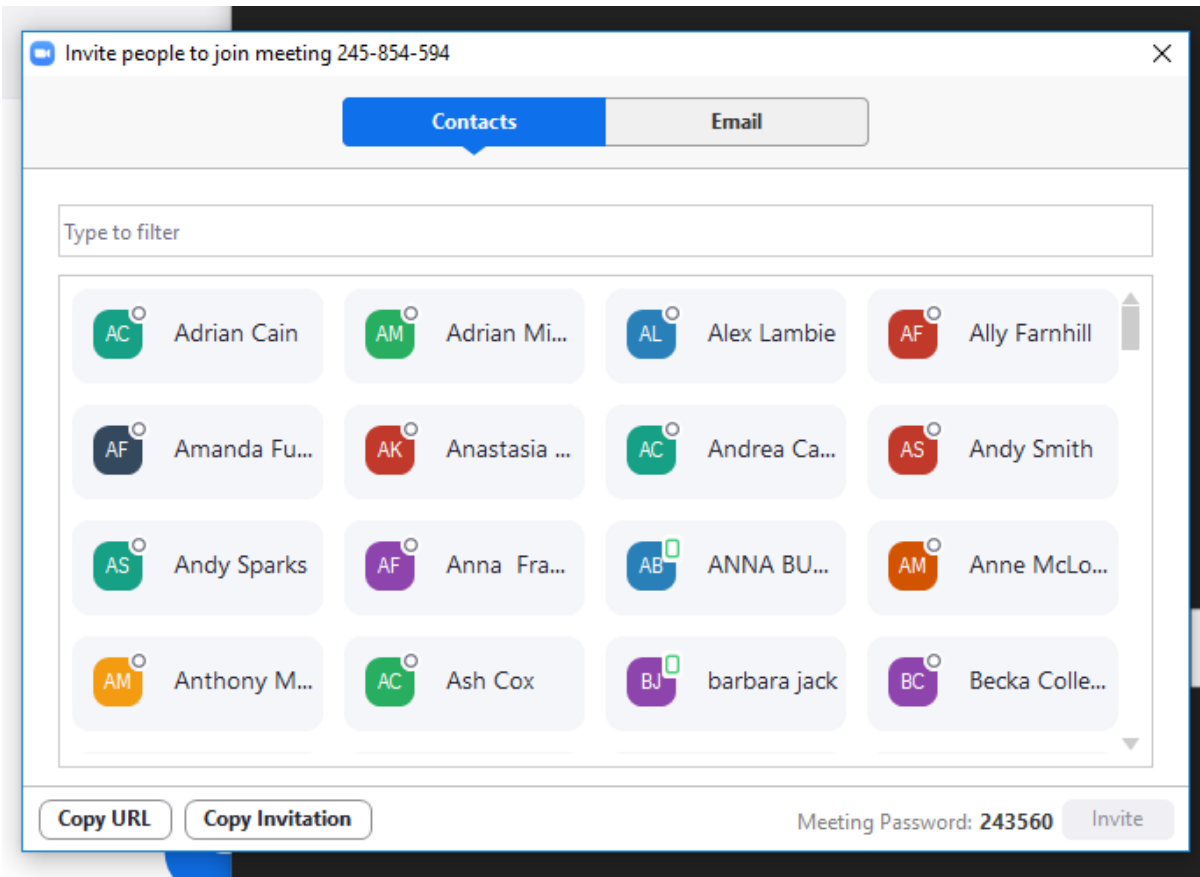 Invite people to join meeting 245-854-594
Contacts Email
Type to filter
AC Adrian Cain AM Adrian Mi... AL Alex Lambie AF Ally Farnhill
AF Amanda Fu... AK Anastasia ... AC Andrea Ca... AS Andy Smith
AS Andy Sparks AF Anna Fra... AB ANNA BU... AM Anne McLo...
AM Anthony M... AC Ash Cox BJ barbara jack BC Becka Colle...
Copy URL Copy Invitation Meeting Password: 243560 Invite